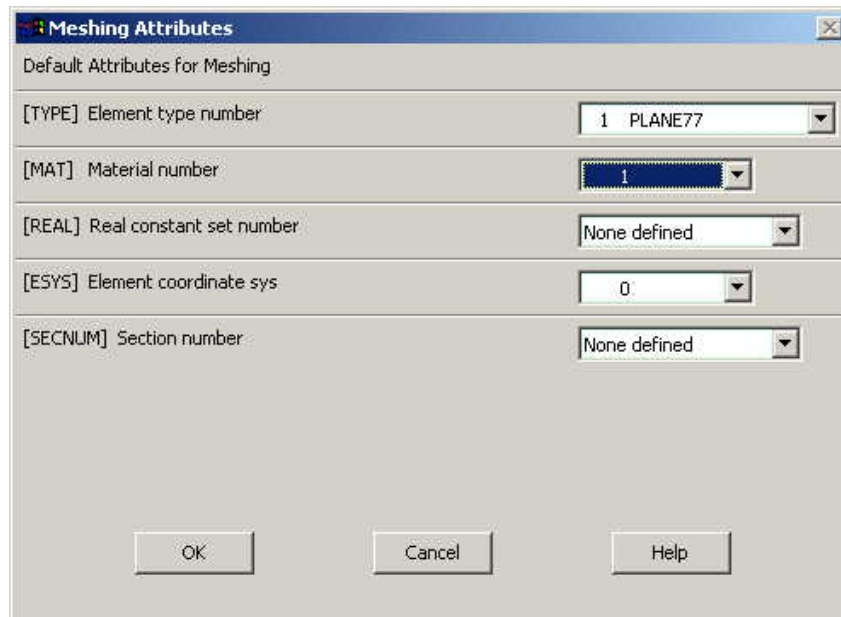 Meshing Attributes
Default Attributes for Meshing
[TYPE] Element type number
1 PLANE77
[MAT] Material number
1
[REAL] Real constant set number
None defined
[ESYS] Element coordinate sys
0
[SECNUM] Section number
None defined
OK
Cancel
Help